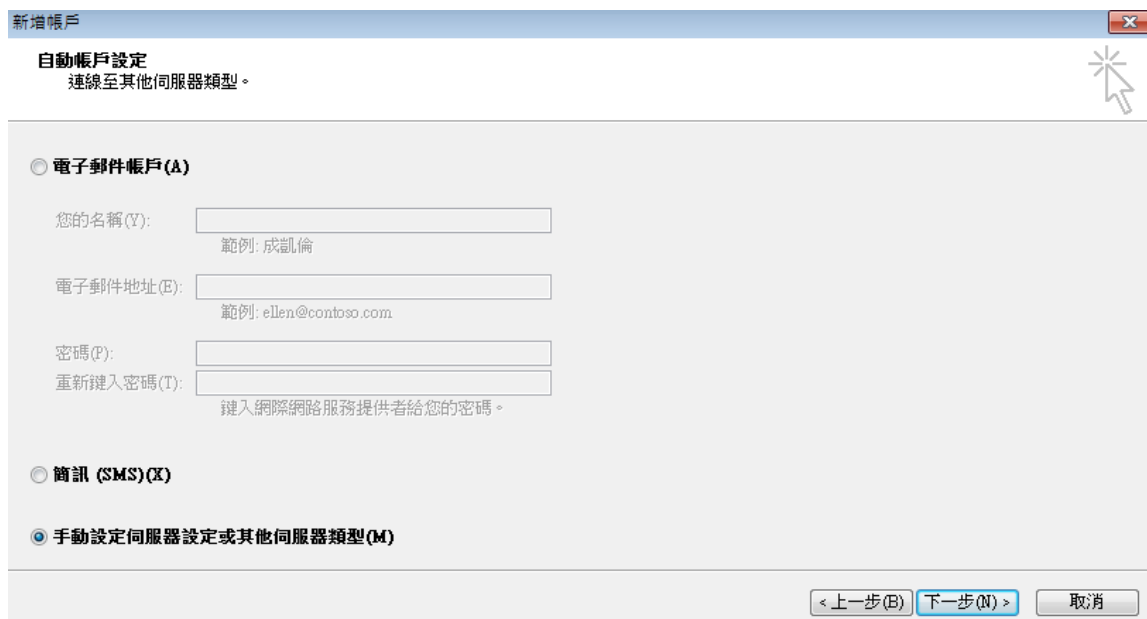 新增帳戶
自動帳戶設定
連線至其他伺服器類型。
電子郵件帳戶(A)
您的名稱(Y):
範例: 成凱倫
電子郵件地址(E):
範例: ellen@contoso.com
密碼(P):
重新鍵入密碼(T):
鍵入網際網路服務提供者給您的密碼。
簡訊 (SMS)(X)
手動設定伺服器設定或其他伺服器類型(M)
< 上一步(B) 下一步(N) > 取消